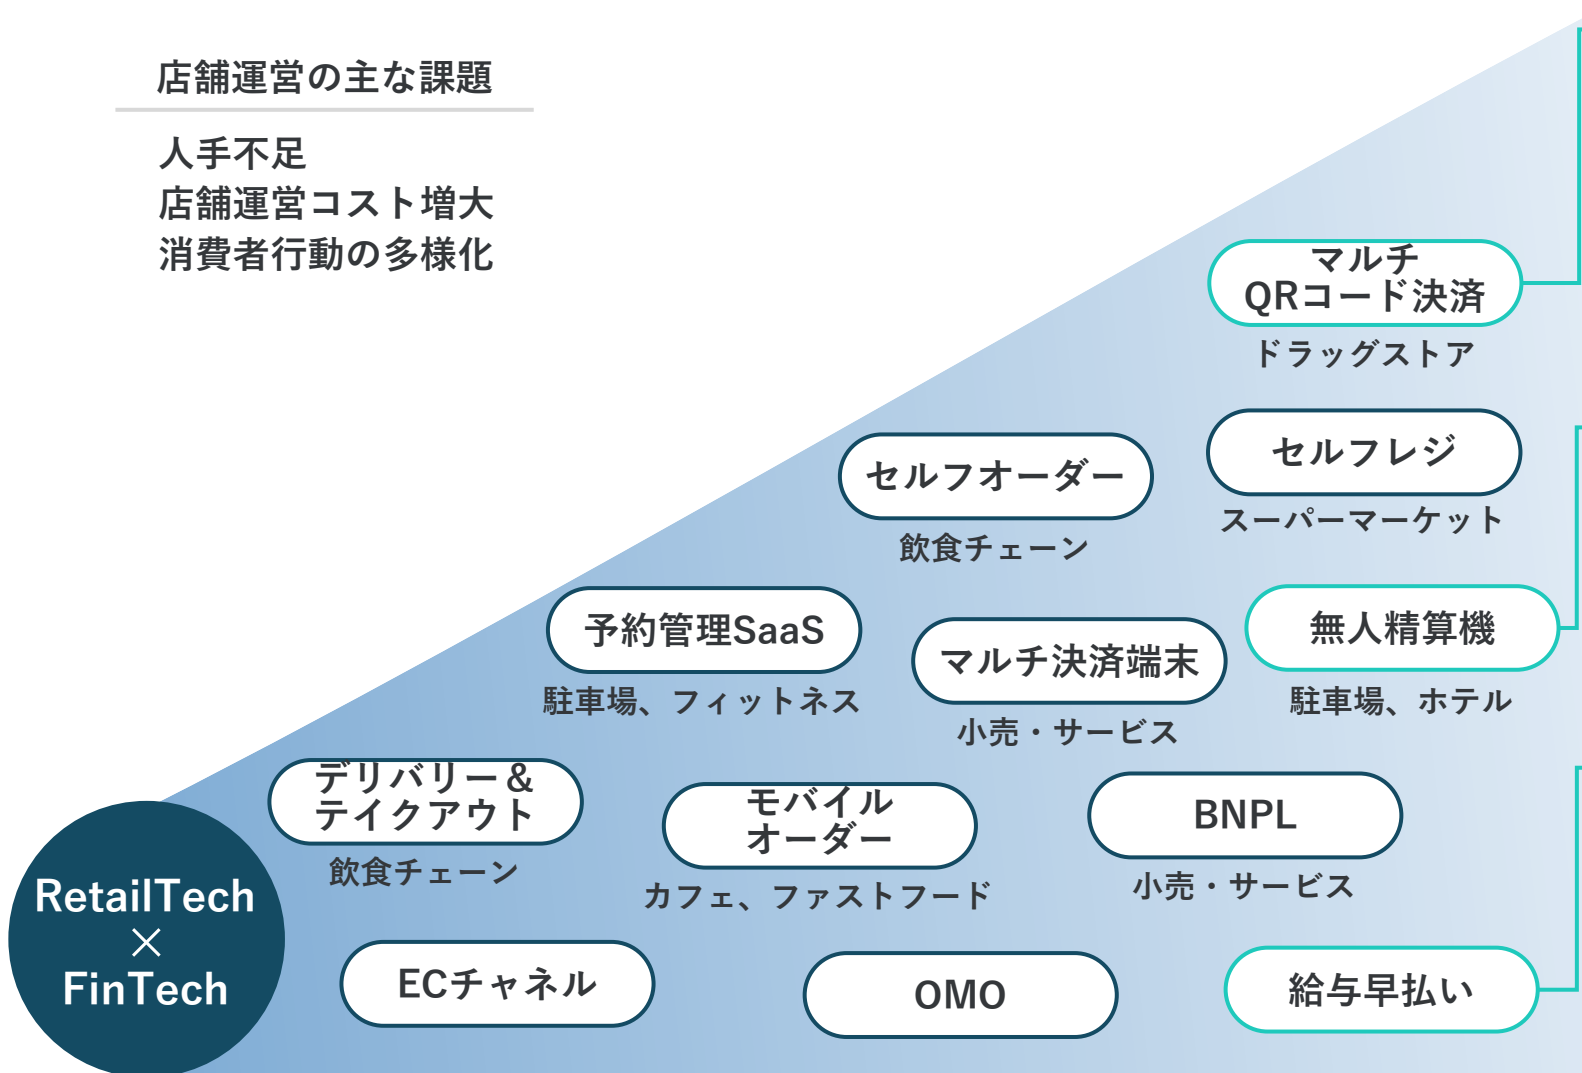 店舗運営の主な課題
人手不足
店舗運営コスト増大
消費者行動の多様化
マルチ
QRコード決済
ドラッグストア
セルフオーダー
飲食チェーン
セルフレジ
スーパーマーケット
予約管理SaaS
駐車場、フィットネス
マルチ決済端末
小売・サービス
無人精算機
駐車場、ホテル
デリバリー&
テイクアウト
飲食チェーン
モバイル
オーダー
カフェ、ファストフード
BNPL
小売・サービス
RetailTech
×
FinTech
ECチャネル
OMO
給与早払い